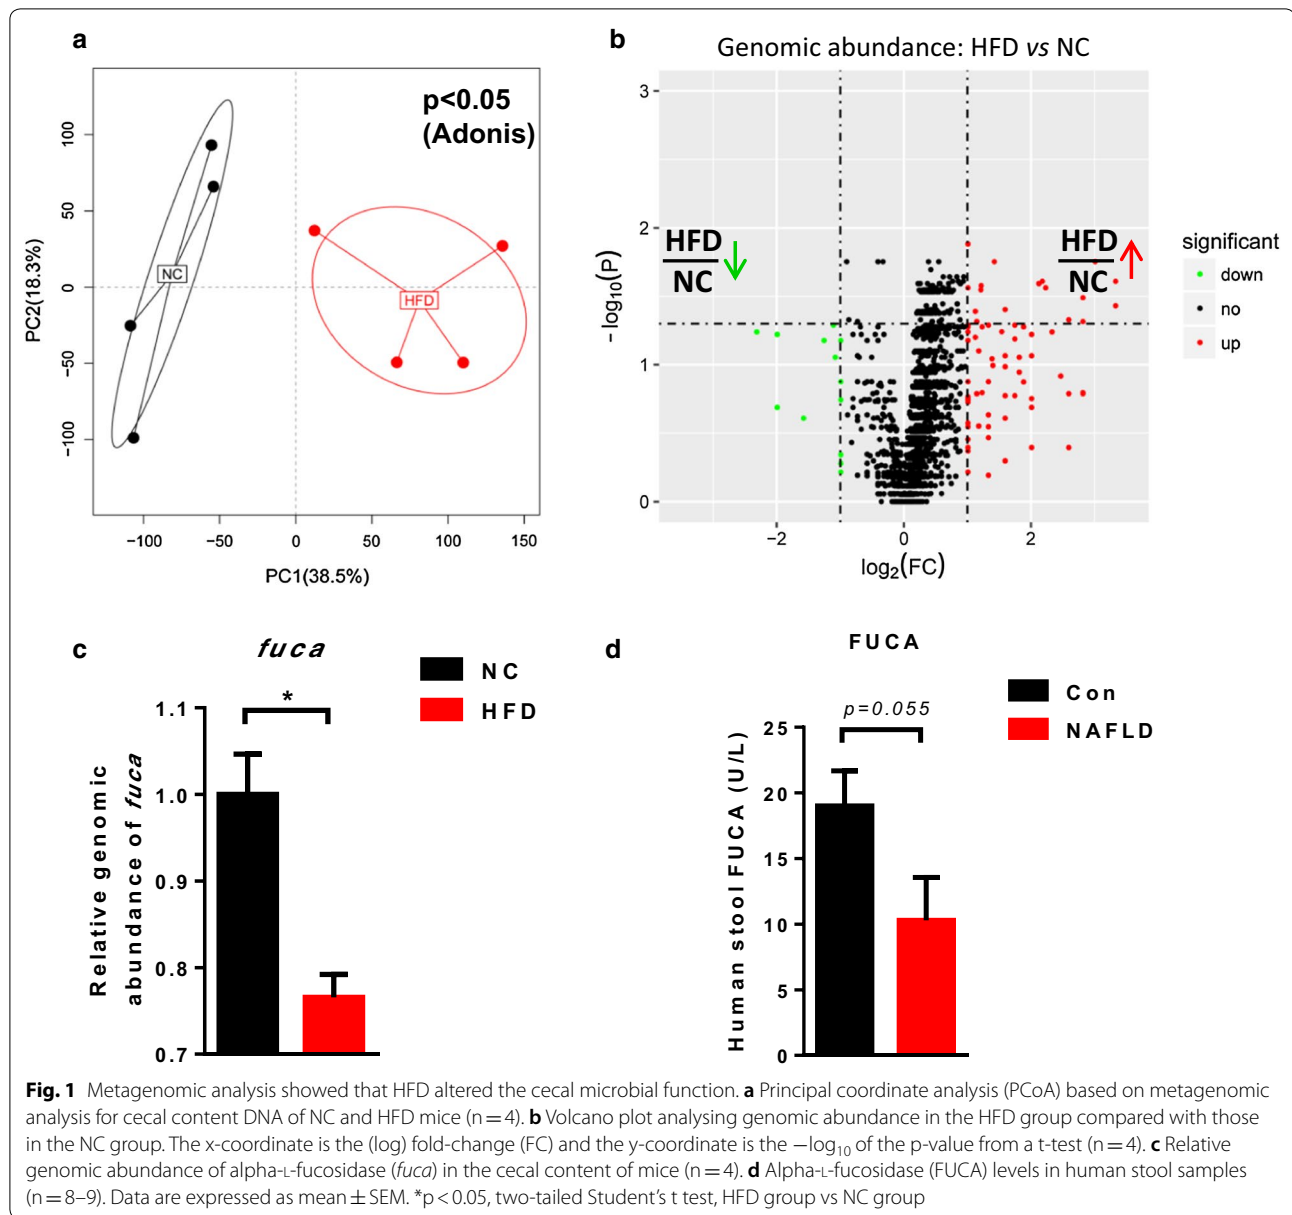 a
p<0.05
(Adonis)
NC
HFD
100
50
0
−50
−100
PC2(18.3%)
−100
−50
0
50
100
150
PC1(38.5%)
b
Genomic abundance: HFD vs NC
3
2
1
0
−log10(P)
HFD
NC
HFD
NC
−2
0
2
log2(FC)
significant
down
no
up
c
fuca
NC
HFD
*
1.1
1.0
0.9
0.8
0.7
Relative genomic
abundance of fuca
d
FUCA
Con
NAFLD
p=0.055
25
20
15
10
5
0
Human stool FUCA (U/L)
Fig. 1 Metagenomic analysis showed that HFD altered the cecal microbial function. a Principal coordinate analysis (PCoA) based on metagenomic
analysis for cecal content DNA of NC and HFD mice (n = 4). b Volcano plot analysing genomic abundance in the HFD group compared with those
in the NC group. The x-coordinate is the (log) fold-change (FC) and the y-coordinate is the −log10 of the p-value from a t-test (n = 4). c Relative
genomic abundance of alpha-L-fucosidase (fuca) in the cecal content of mice (n = 4). d Alpha-L-fucosidase (FUCA) levels in human stool samples
(n = 8–9). Data are expressed as mean ± SEM. *p < 0.05, two-tailed Student's t test, HFD group vs NC group